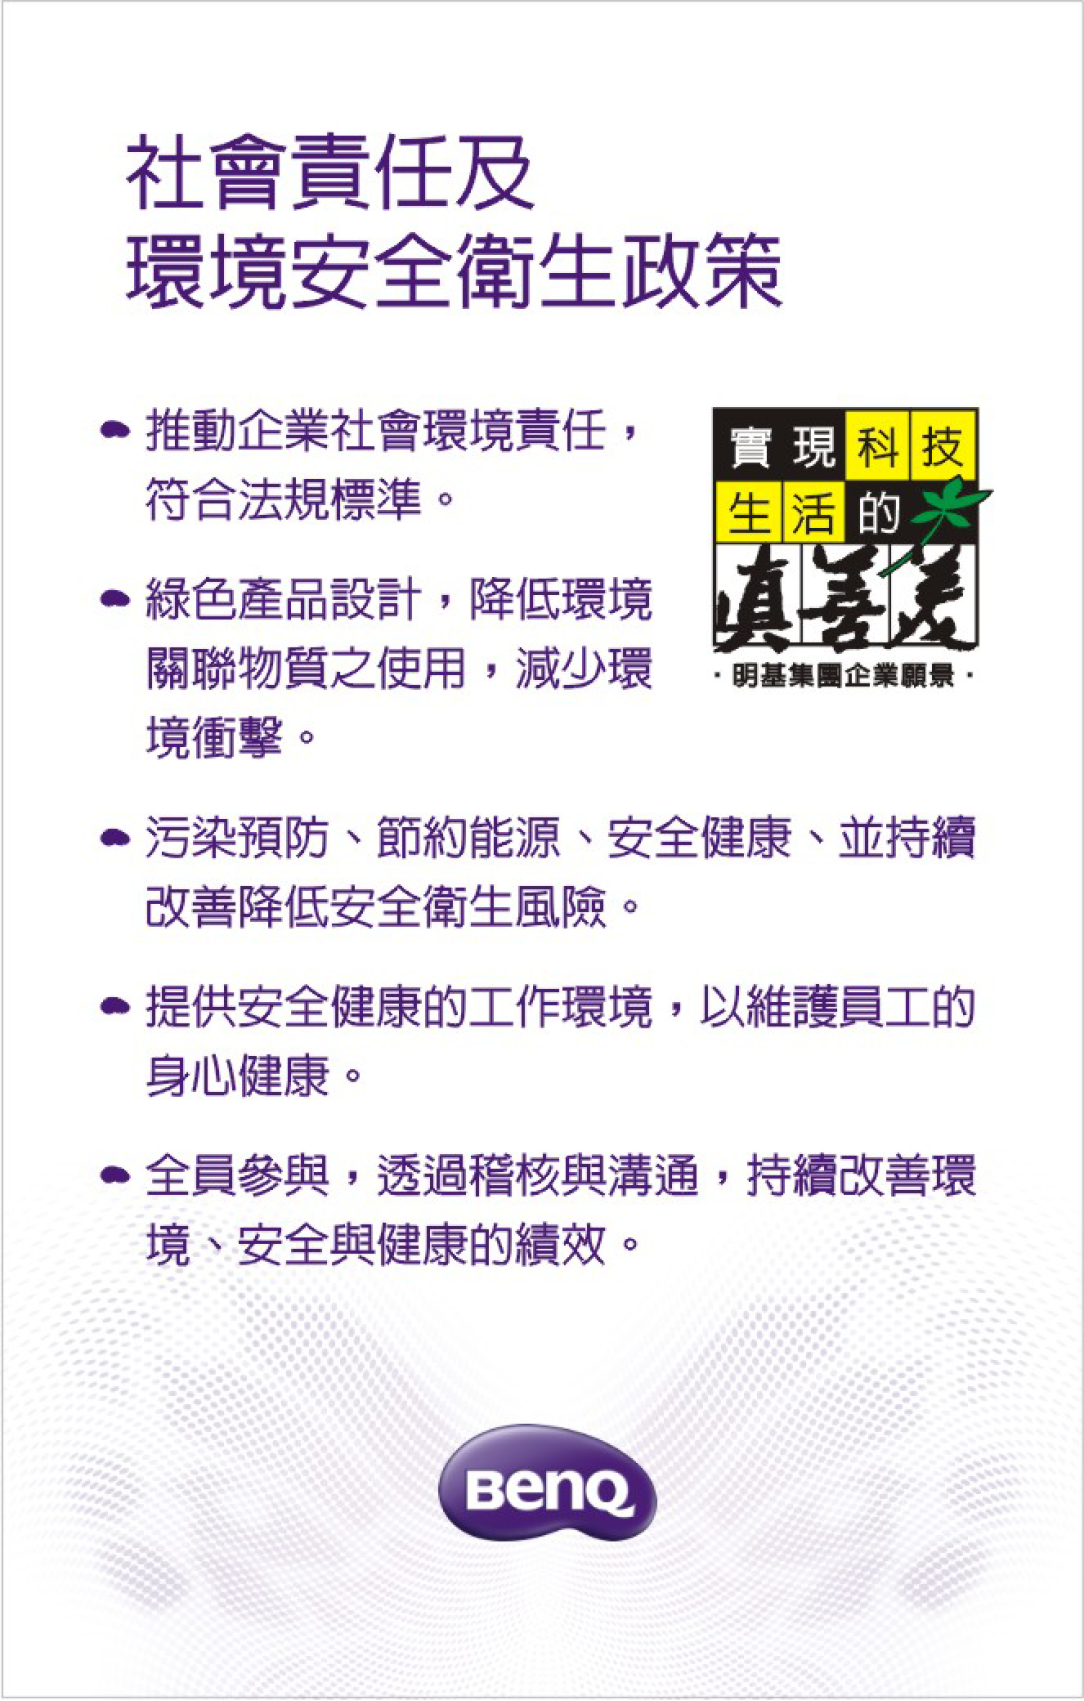 社會責任及
環境安全衛生政策
推動企業社會環境責任，
符合法規標準。
實現科技
生活的
真善美
·明基集團企業願景·
綠色產品設計，降低環境
關聯物質之使用，減少環
境衝擊。
污染預防、節約能源、安全健康、並持續
改善降低安全衛生風險。
提供安全健康的工作環境，以維護員工的
身心健康。
全員參與，透過稽核與溝通，持續改善環
境、安全與健康的績效。
BenQ